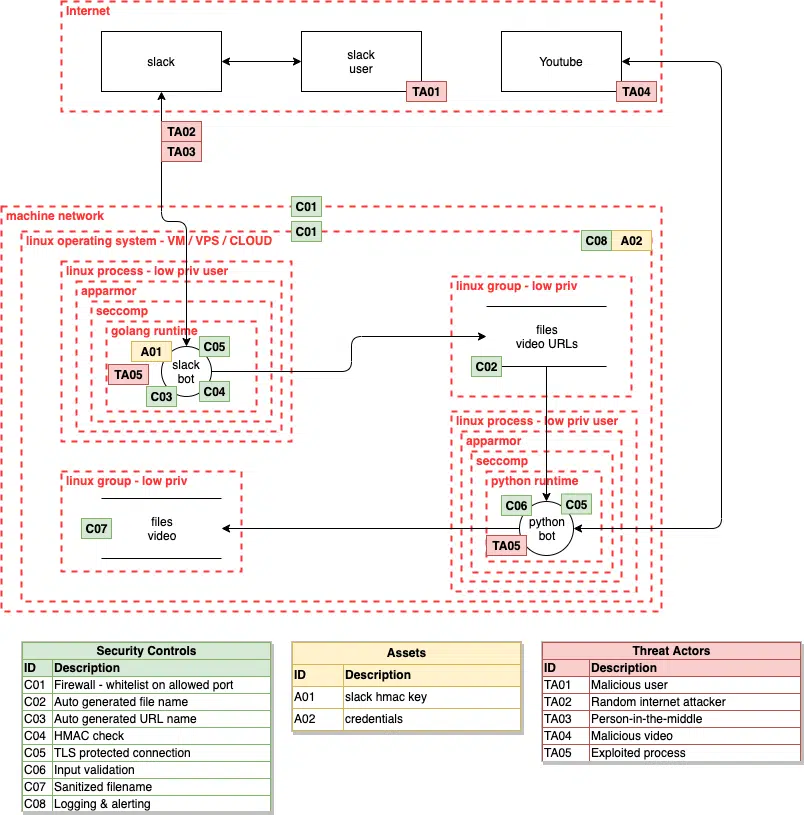 Internet
slack
slack
user
Youtube
TA01
TA04
TA02
TA03
C01
machine network
C01
linux operating system - VM / VPS / CLOUD
C08 A02
linux process - low priv user
apparmor
seccomp
golang runtime
A01
C05
slack
bot
TA05
C03
C04
linux group - low priv
files
video URLs
C02
linux process - low priv user
apparmor
seccomp
python runtime
C06
C05
python
bot
TA05
linux group - low priv
files
video
C07
Security Controls
ID Description
C01 Firewall - whitelist on allowed port
C02 Auto generated file name
C03 Auto generated URL name
C04 HMAC check
C05 TLS protected connection
C06 Input validation
C07 Sanitized filename
C08 Logging & alerting
Assets
ID Description
A01 slack hmac key
A02 credentials
Threat Actors
ID Description
TA01 Malicious user
TA02 Random internet attacker
TA03 Person-in-the-middle
TA04 Malicious video
TA05 Exploited process